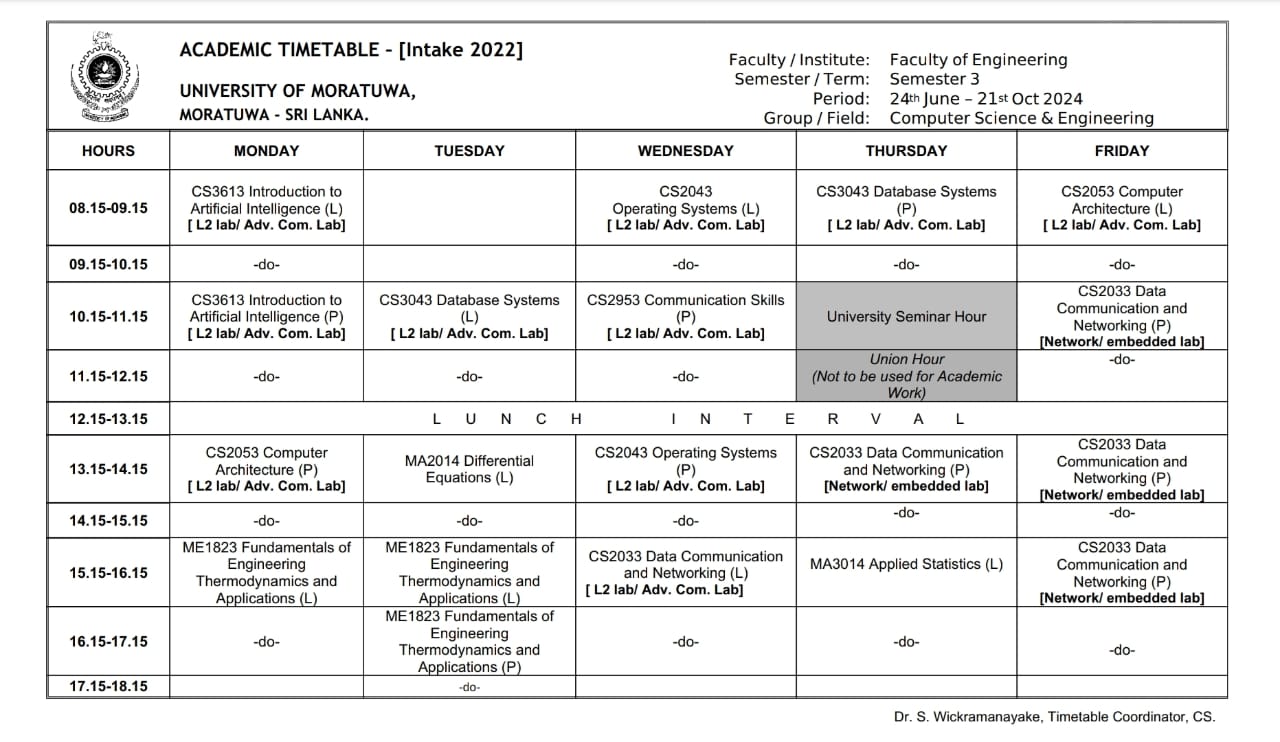 ACADEMIC TIMETABLE - [Intake 2022]
UNIVERSITY OF MORATUWA,
MORATUWA - SRI LANKA.
Faculty / Institute: Faculty of Engineering
Semester / Term: Semester 3
Period: 24th June – 21st Oct 2024
Group / Field: Computer Science & Engineering
HOURS MONDAY TUESDAY WEDNESDAY THURSDAY FRIDAY
08.15-09.15
CS3613 Introduction to
Artificial Intelligence (L)
[ L2 lab/ Adv. Com. Lab]
CS2043
Operating Systems (L)
[ L2 lab/ Adv. Com. Lab]
CS3043 Database Systems
(P)
[ L2 lab/ Adv. Com. Lab]
CS2053 Computer
Architecture (L)
[ L2 lab/ Adv. Com. Lab]
09.15-10.15 -do- -do- -do- -do-
10.15-11.15
CS3613 Introduction to
Artificial Intelligence (P)
[ L2 lab/ Adv. Com. Lab]
CS3043 Database Systems
(L)
[ L2 lab/ Adv. Com. Lab]
CS2953 Communication Skills
(P)
[ L2 lab/ Adv. Com. Lab]
University Seminar Hour
CS2033 Data
Communication and
Networking (P)
[Network/ embedded lab]
11.15-12.15 -do- -do- -do-
Union Hour
(Not to be used for Academic
Work)
-do-
12.15-13.15 L U N C H I N T E R V A L
13.15-14.15
CS2053 Computer
Architecture (P)
[ L2 lab/ Adv. Com. Lab]
MA2014 Differential
Equations (L)
CS2043 Operating Systems
(P)
[ L2 lab/ Adv. Com. Lab]
CS2033 Data Communication
and Networking (P)
[Network/ embedded lab]
CS2033 Data
Communication and
Networking (P)
[Network/ embedded lab]
14.15-15.15 -do- -do- -do- -do- -do-
15.15-16.15
ME1823 Fundamentals of
Engineering
Thermodynamics and
Applications (L)
ME1823 Fundamentals of
Engineering
Thermodynamics and
Applications (L)
CS2033 Data Communication
and Networking (L)
[ L2 lab/ Adv. Com. Lab]
MA3014 Applied Statistics (L)
CS2033 Data
Communication and
Networking (P)
[Network/ embedded lab]
16.15-17.15 -do-
ME1823 Fundamentals of
Engineering
Thermodynamics and
Applications (P)
-do- -do- -do-
17.15-18.15 -do-
Dr. S. Wickramanayake, Timetable Coordinator, CS.